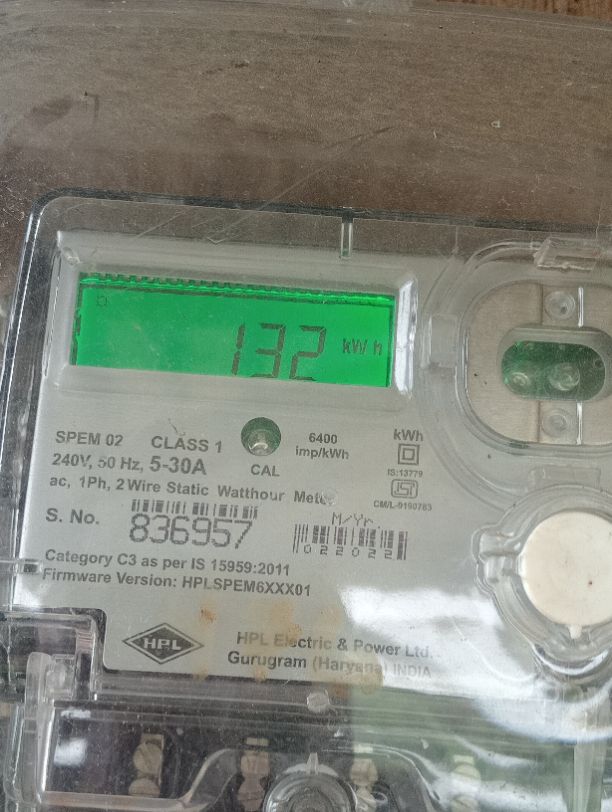 132 kWh
SPEM 02 CLASS 1 6400 kWh
240V, 50 Hz, 5-30A CAL imp/kWh
IS:13779
ac, 1Ph, 2 Wire Static Watthour Meter
CM/L-9190783
S. No. 836957 M/Yr.
022022
Category C3 as per IS 15959:2011
Firmware Version: HPLSPEM6XXX01
HPL HPL Electric & Power Ltd.
Gurugram (Haryana) INDIA